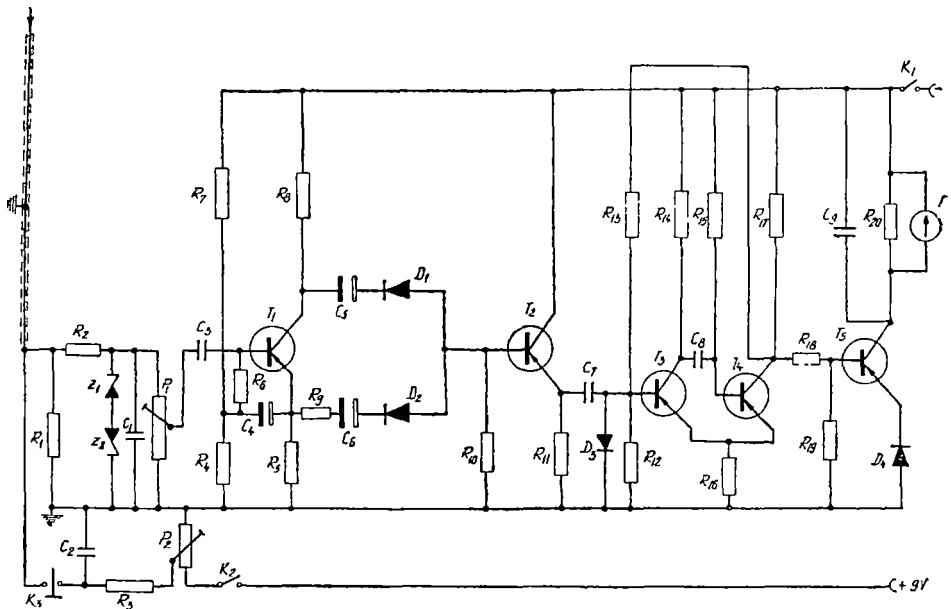 K₁
(-
R₇
R₈
R₁₃
R₁₄
R₁₅
R₁₇
C₉
R₂₀
I
D₁
C₅
T₁
T₂
C₃
R₂
R₆
C₇
T₃
C₈
T₄
R₁₈
T₅
Z₁
Z₂
C₁
P₁
R₁
R₄
C₄
R₅
R₉
C₆
D₂
R₁₀
R₁₁
D₃
R₁₂
R₁₆
R₁₉
D₄
C₂
P₂
K₂
K₃
R₃
(+9V